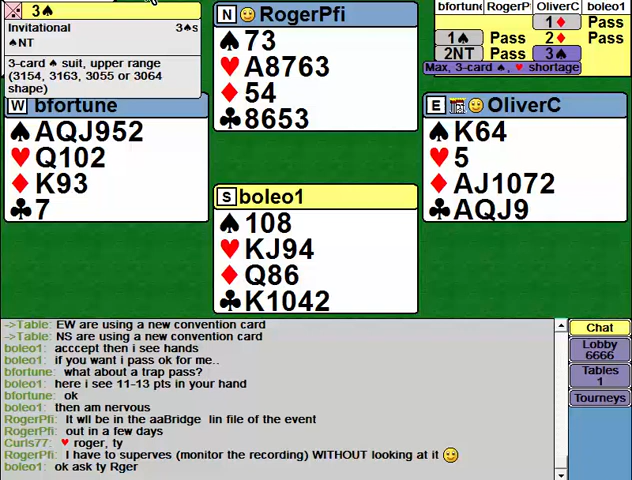 3♠
Invitational 3♠s
♠NT
3-card ♠ suit, upper range
(3154, 3163, 3055 or 3064
shape)
N RogerPfi
♠73
♥A8763
♦54
♣8653
bfortune RogerP OliverC boleo1
1♦ Pass
1♠ Pass 2♦ Pass
2NT Pass 3♠
Max, 3-card ♠, ♥ shortage
W bfortune
♠AQJ952
♥Q102
♦K93
♣7
E OliverC
♠K64
♥5
♦AJ1072
♣AQJ9
S boleo1
♠108
♥KJ94
♦Q86
♣K1042
->Table: EW are using a new convention card
->Table: NS are using a new convention card
boleo1: acccept then i see hands
boleo1: if you want i pass ok for me..
bfortune: what about a trap pass?
boleo1: here i see 11-13 pts in your hand
bfortune: ok
boleo1: then am nervous
RogerPfi: It wll be in the aaBridge lin file of the event
RogerPfi: out in a few days
Curls77: ♥ roger, ty
RogerPfi: I have to superves (monitor the recording) WITHOUT looking at it
boleo1: ok ask ty Rger
Chat
Lobby
6666
Tables
1
Tourneys